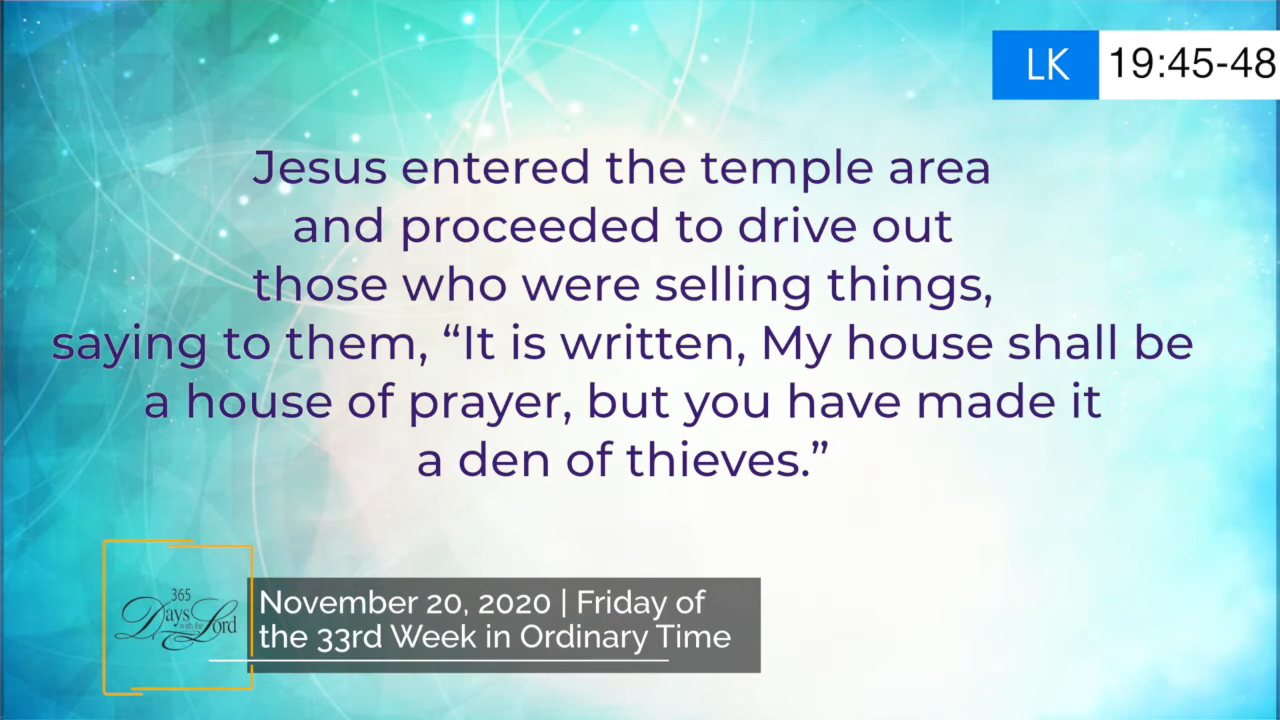 LK 19:45-48
Jesus entered the temple area
and proceeded to drive out
those who were selling things,
saying to them, “It is written, My house shall be
a house of prayer, but you have made it
a den of thieves.”
365
Days with the Lord
November 20, 2020 | Friday of
the 33rd Week in Ordinary Time